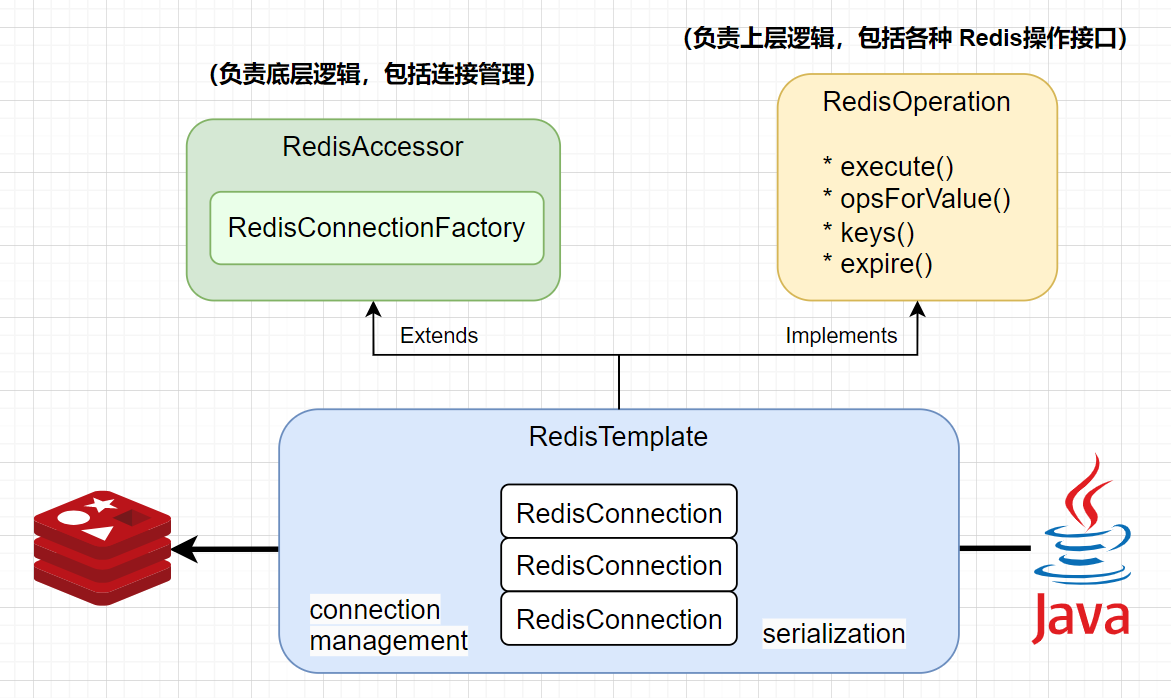 （负责上层逻辑，包括各种 Redis操作接口）
（负责底层逻辑，包括连接管理）
RedisOperation
* execute()
* opsForValue()
* keys()
* expire()
RedisAccessor
RedisConnectionFactory
Extends
Implements
RedisTemplate
RedisConnection
RedisConnection
RedisConnection
connection
management
serialization
Java